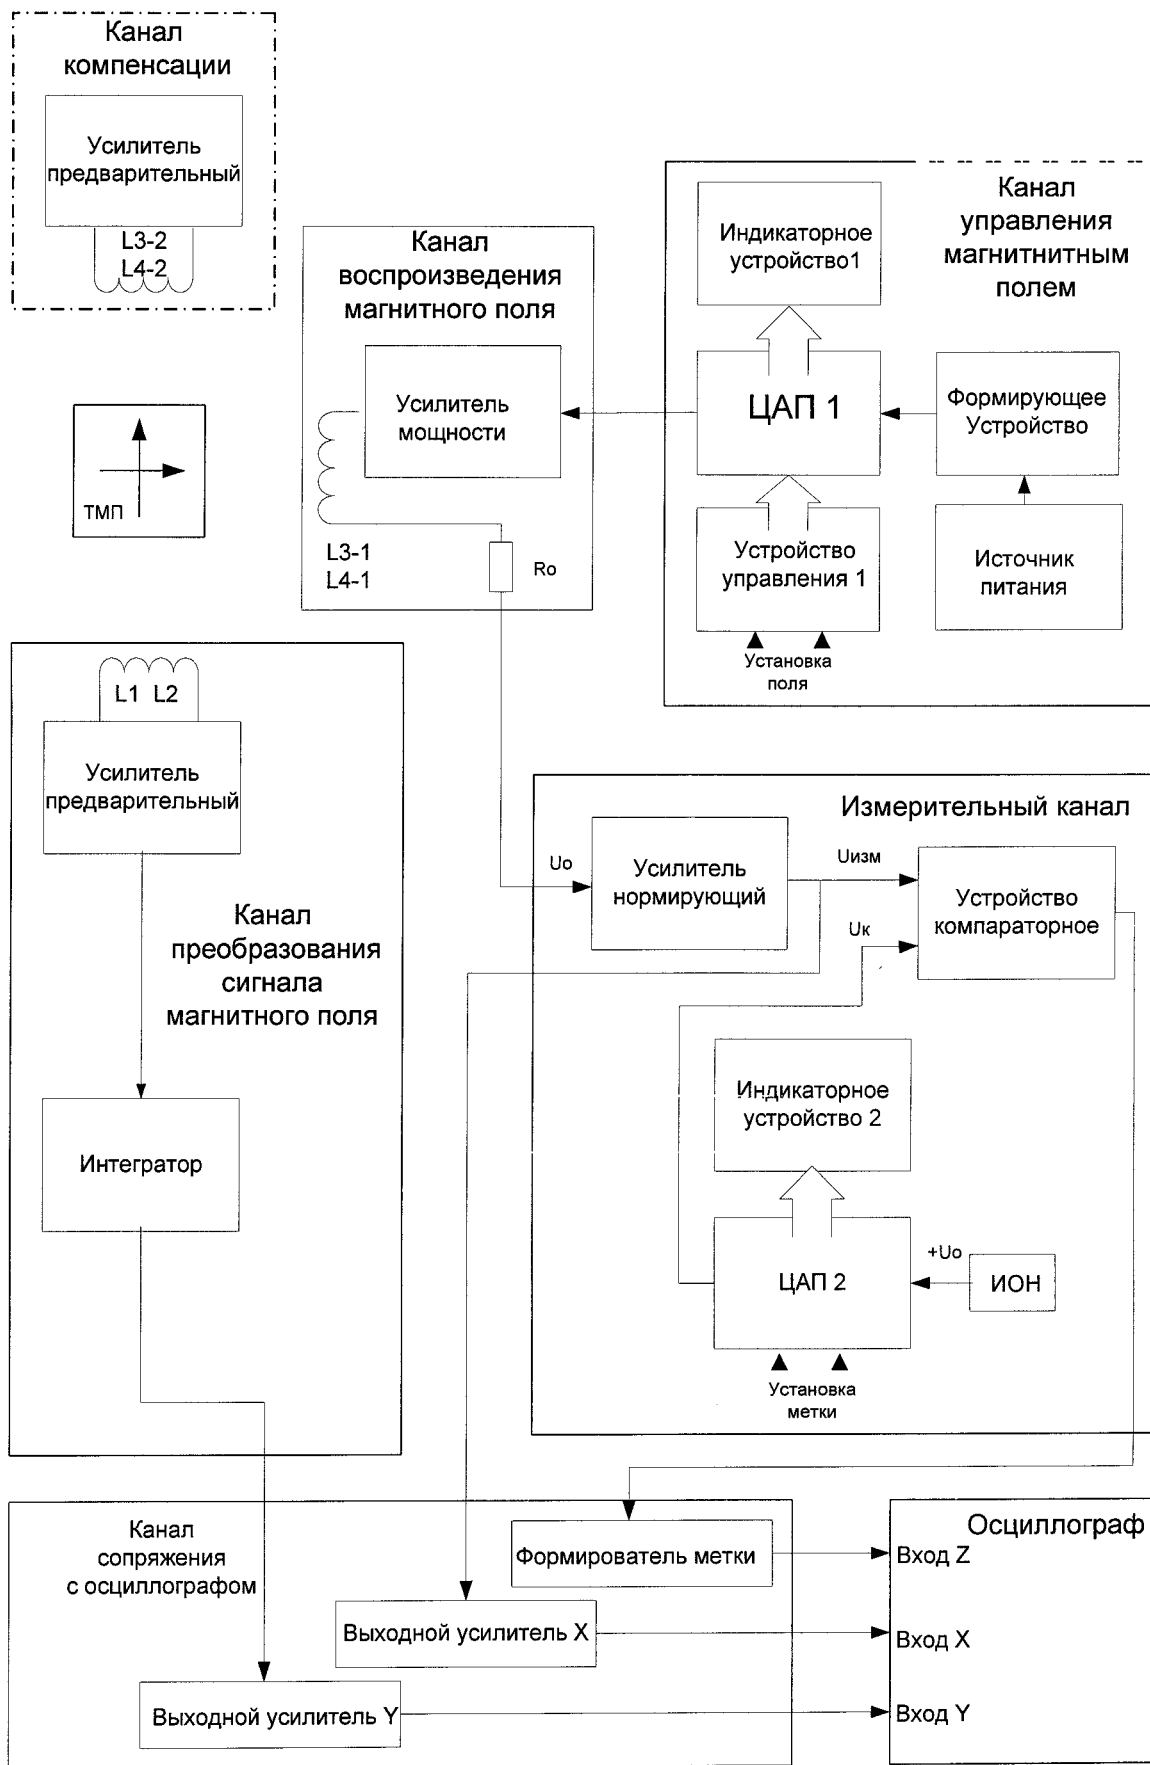 Канал
компенсации
Усилитель
предварительный
L3-2
L4-2
ТМП
Канал
воспроизведения
магнитного поля
Усилитель
мощности
L3-1
L4-1
Rо
Канал
управления
магнитнитным
полем
Индикаторное
устройство1
ЦАП 1
Формирующее
Устройство
Устройство
управления 1
Источник
питания
Установка
поля
L1 L2
Усилитель
предварительный
Канал
преобразования
сигнала
магнитного поля
Интегратор
Измерительный канал
Uо
Усилитель
нормирующий
Uизм
Uк
Устройство
компараторное
Индикаторное
устройство 2
ЦАП 2
+Uо
ИОН
Установка
метки
Канал
сопряжения
с осциллографом
Формирователь метки
Выходной усилитель X
Выходной усилитель Y
Осциллограф
Вход Z
Вход X
Вход Y